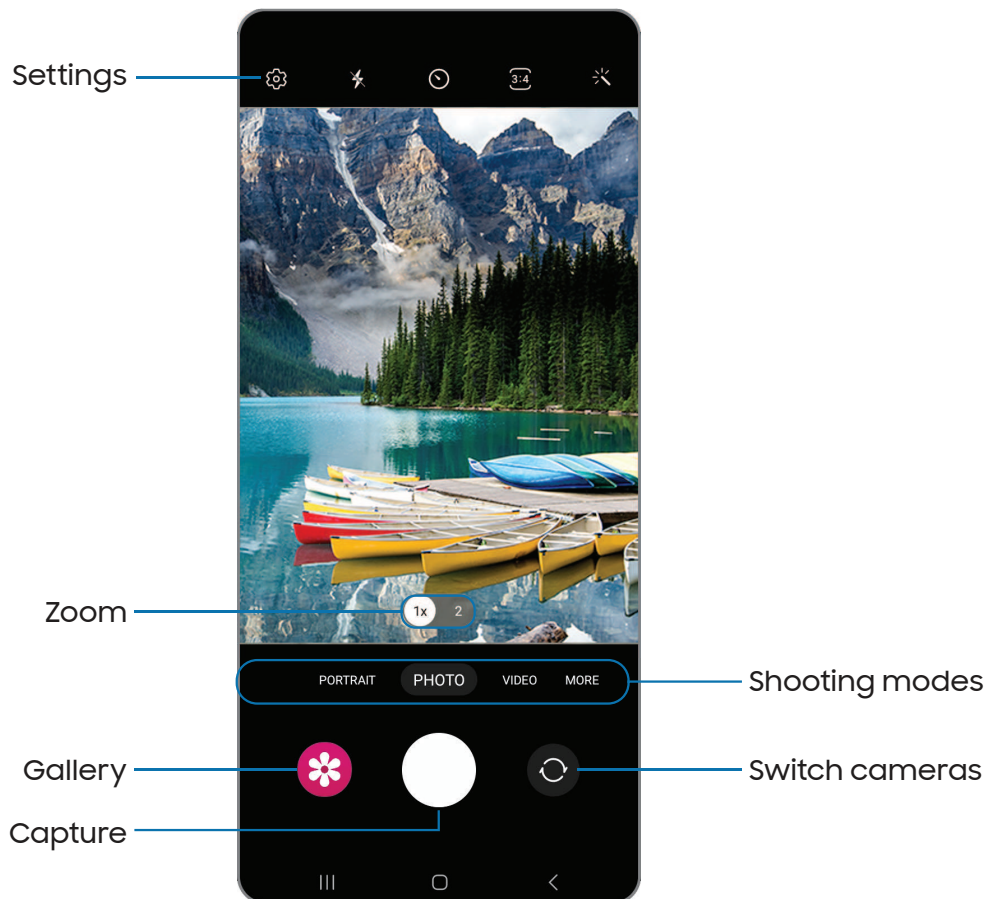 Settings
3:4
Zoom
1x 2
PORTRAIT PHOTO VIDEO MORE
Shooting modes
Gallery
Switch cameras
Capture